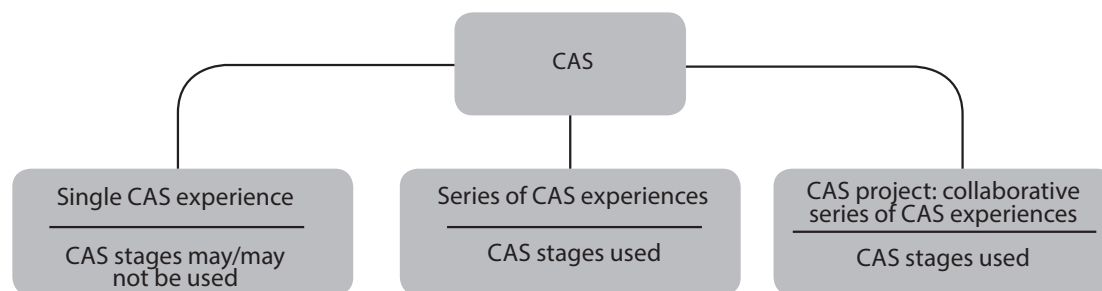 CAS
Single CAS experience
CAS stages may/may
not be used
Series of CAS experiences
CAS stages used
CAS project: collaborative
series of CAS experiences
CAS stages used